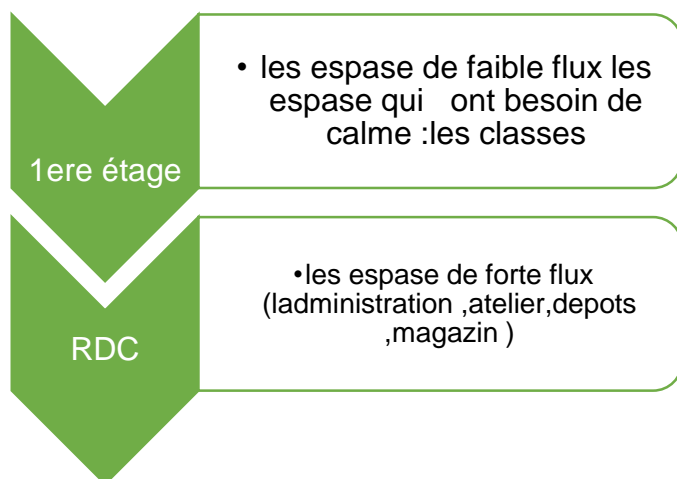 1ere étage
• les espase de faible flux les
espase qui ont besoin de
calme :les classes
RDC
•les espase de forte flux
(ladministration ,atelier,depots
,magazin )